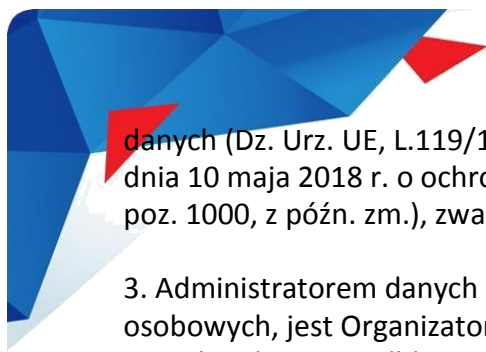 danych (Dz. Urz. UE, L.119/1
dnia 10 maja 2018 r. o ochro
poz. 1000, z późn. zm.), zwa
3. Administratorem danych
osobowych, jest Organizator